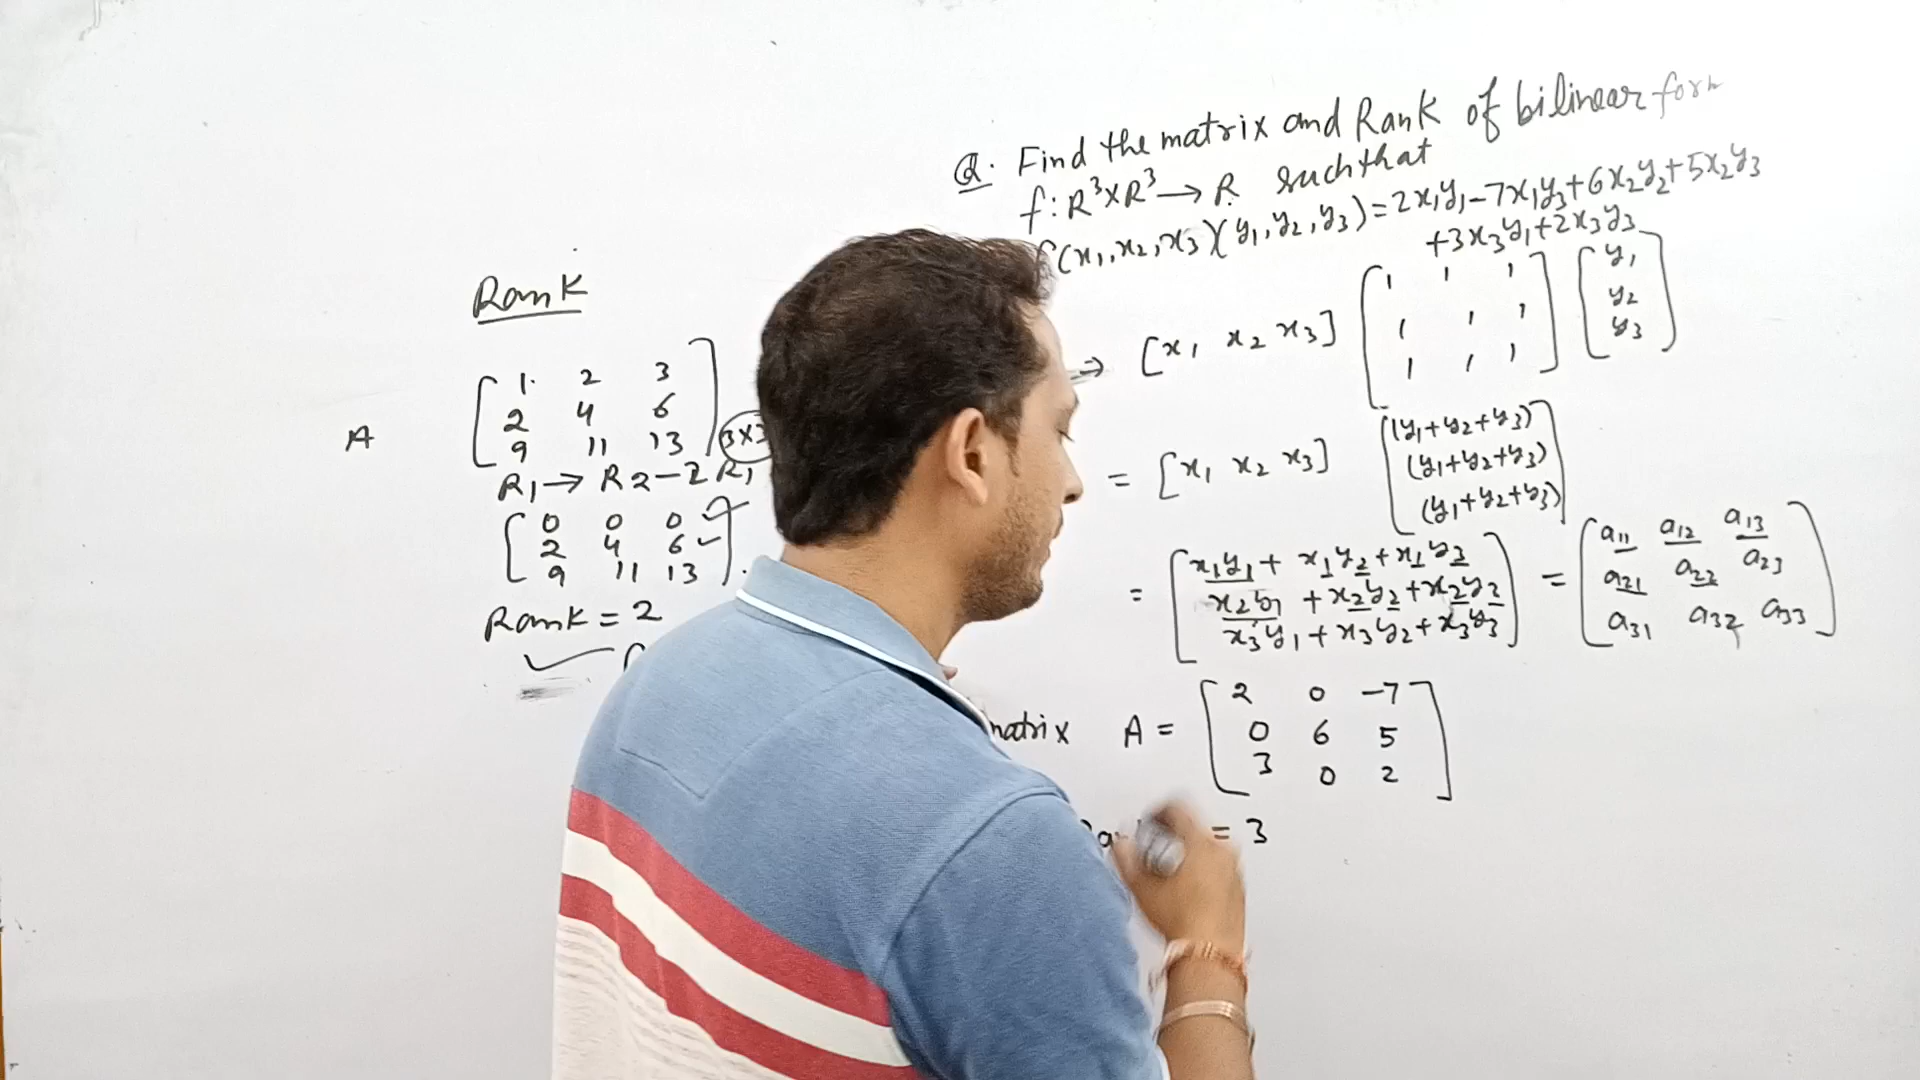 Rank
A [1 2 3
2 4 6
9 11 13] 3×3
R₁ → R₂ − 2R₁
[0 0 0 ✓
2 4 6 ✓
9 11 13]
Rank = 2
✓
Q. Find the matrix and Rank of bilinear form
f: R³×R³ → R such that
f(x₁, x₂, x₃)(y₁, y₂, y₃) = 2x₁y₁ − 7x₁y₃ + 6x₂y₂ + 5x₂y₃
+3x₃y₁ + 2x₃y₃
→ [x₁ x₂ x₃] [1 1 1
1 1 1
1 1 1] [y₁
y₂
y₃]
= [x₁ x₂ x₃] [(y₁+y₂+y₃)
(y₁+y₂+y₃)
(y₁+y₂+y₃)]
= [x₁y₁ + x₁y₂ + x₁y₃
x₂y₁ + x₂y₂ + x₂y₃
x₃y₁ + x₃y₂ + x₃y₃] = [a₁₁ a₁₂ a₁₃
a₂₁ a₂₂ a₂₃
a₃₁ a₃₂ a₃₃]
matrix A = [2 0 −7
0 6 5
3 0 2]
= 3